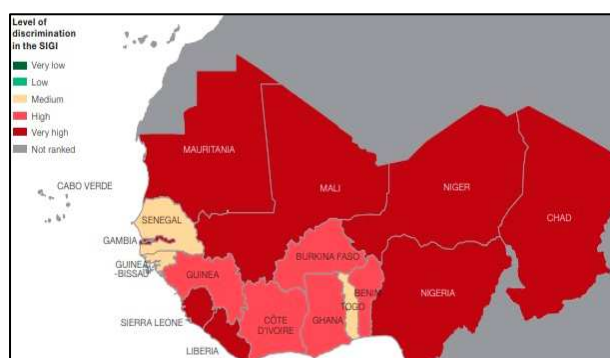 Level of
discrimination
in the SIGI
Very low
Low
Medium
High
Very high
Not ranked
MAURITANIA
CABO VERDE
MALI
NIGER
CHAD
SENEGAL
GAMBIA
GUINEA
-BISSAU
GUINEA
BURKINA FASO
BENIN
TOGO
NIGERIA
SIERRA LEONE
CÔTE
D'IVOIRE
GHANA
LIBERIA